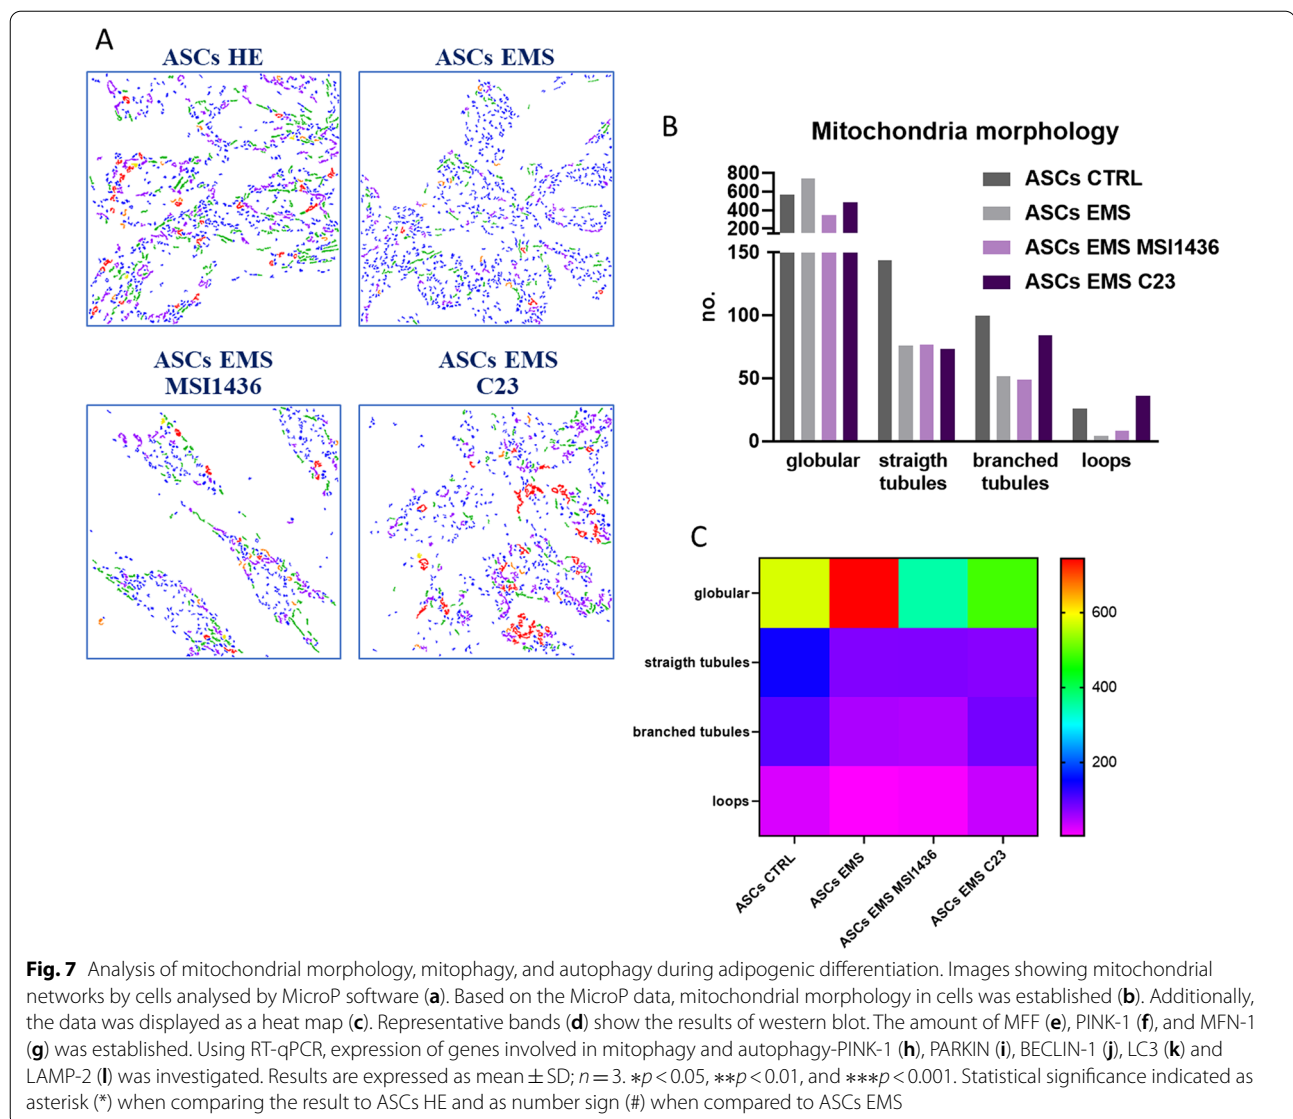 A
ASCs HE
ASCs EMS
ASCs EMS
MSI1436
ASCs EMS
C23
B
Mitochondria morphology
800
600
400
200
150
100
50
0
no.
ASCs CTRL
ASCs EMS
ASCs EMS MSI1436
ASCs EMS C23
globular
straigth
tubules
branched
tubules
loops
C
globular
straigth tubules
branched tubules
loops
ASCs CTRL
ASCs EMS
ASCs EMS MSI1436
ASCs EMS C23
600
400
200
Fig. 7 Analysis of mitochondrial morphology, mitophagy, and autophagy during adipogenic differentiation. Images showing mitochondrial
networks by cells analysed by MicroP software (a). Based on the MicroP data, mitochondrial morphology in cells was established (b). Additionally,
the data was displayed as a heat map (c). Representative bands (d) show the results of western blot. The amount of MFF (e), PINK-1 (f), and MFN-1
(g) was established. Using RT-qPCR, expression of genes involved in mitophagy and autophagy-PINK-1 (h), PARKIN (i), BECLIN-1 (j), LC3 (k) and
LAMP-2 (l) was investigated. Results are expressed as mean ± SD; n = 3. *p < 0.05, **p < 0.01, and ***p < 0.001. Statistical significance indicated as
asterisk (*) when comparing the result to ASCs HE and as number sign (#) when compared to ASCs EMS